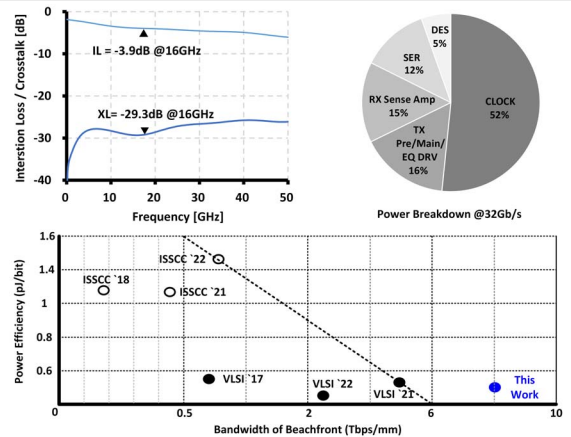 Interstion Loss / Crosstalk [dB]
0
-10
-20
-30
-40
IL = -3.9dB @16GHz
XL= -29.3dB @16GHz
0
10
20
30
40
50
Frequency [GHz]
DES
5%
SER
12%
RX Sense Amp
15%
TX
Pre/Main/
EQ DRV
16%
CLOCK
52%
Power Breakdown @32Gb/s
Power Efficiency (pJ/bit)
1.6
1.4
1
0.8
0.6
ISSCC `22
ISSCC `18
ISSCC `21
VLSI `17
VLSI `22
VLSI `21
This
Work
0
0.5
2
6
10
Bandwidth of Beachfront (Tbps/mm)